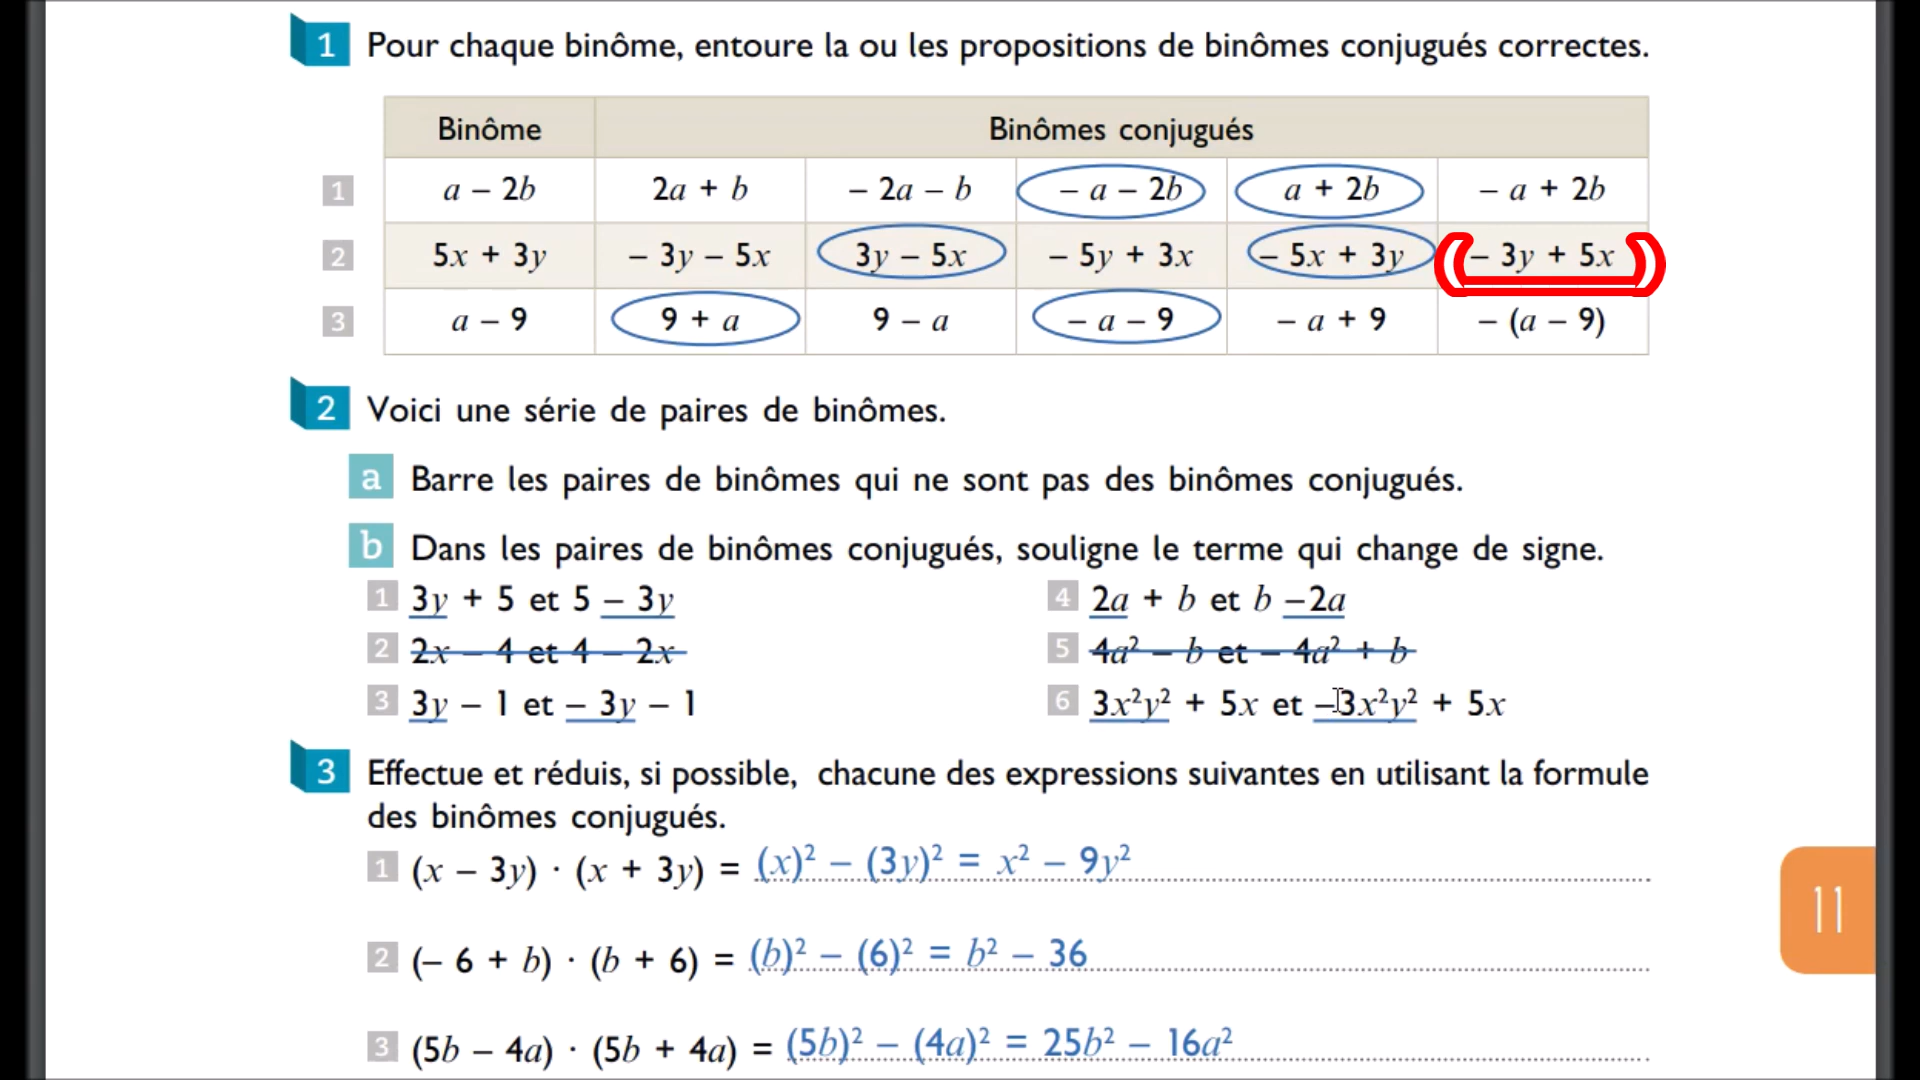 1 Pour chaque binôme, entoure la ou les propositions de binômes conjugués correctes.
Binôme Binômes conjugués
1 a – 2b 2a + b – 2a – b – a – 2b a + 2b – a + 2b
2 5x + 3y – 3y – 5x 3y – 5x – 5y + 3x – 5x + 3y – 3y + 5x
3 a – 9 9 + a 9 – a – a – 9 – a + 9 – (a – 9)
2 Voici une série de paires de binômes.
a Barre les paires de binômes qui ne sont pas des binômes conjugués.
b Dans les paires de binômes conjugués, souligne le terme qui change de signe.
1 3y + 5 et 5 – 3y 4 2a + b et b –2a
2 2x – 4 et 4 – 2x 5 4a² – b et – 4a² + b
3 3y – 1 et – 3y – 1 6 3x²y² + 5x et –3x²y² + 5x
3 Effectue et réduis, si possible, chacune des expressions suivantes en utilisant la formule
des binômes conjugués.
1 (x – 3y) · (x + 3y) = (x)² – (3y)² = x² – 9y²
11
2 (– 6 + b) · (b + 6) = (b)² – (6)² = b² – 36
3 (5b – 4a) · (5b + 4a) = (5b)² – (4a)² = 25b² – 16a²